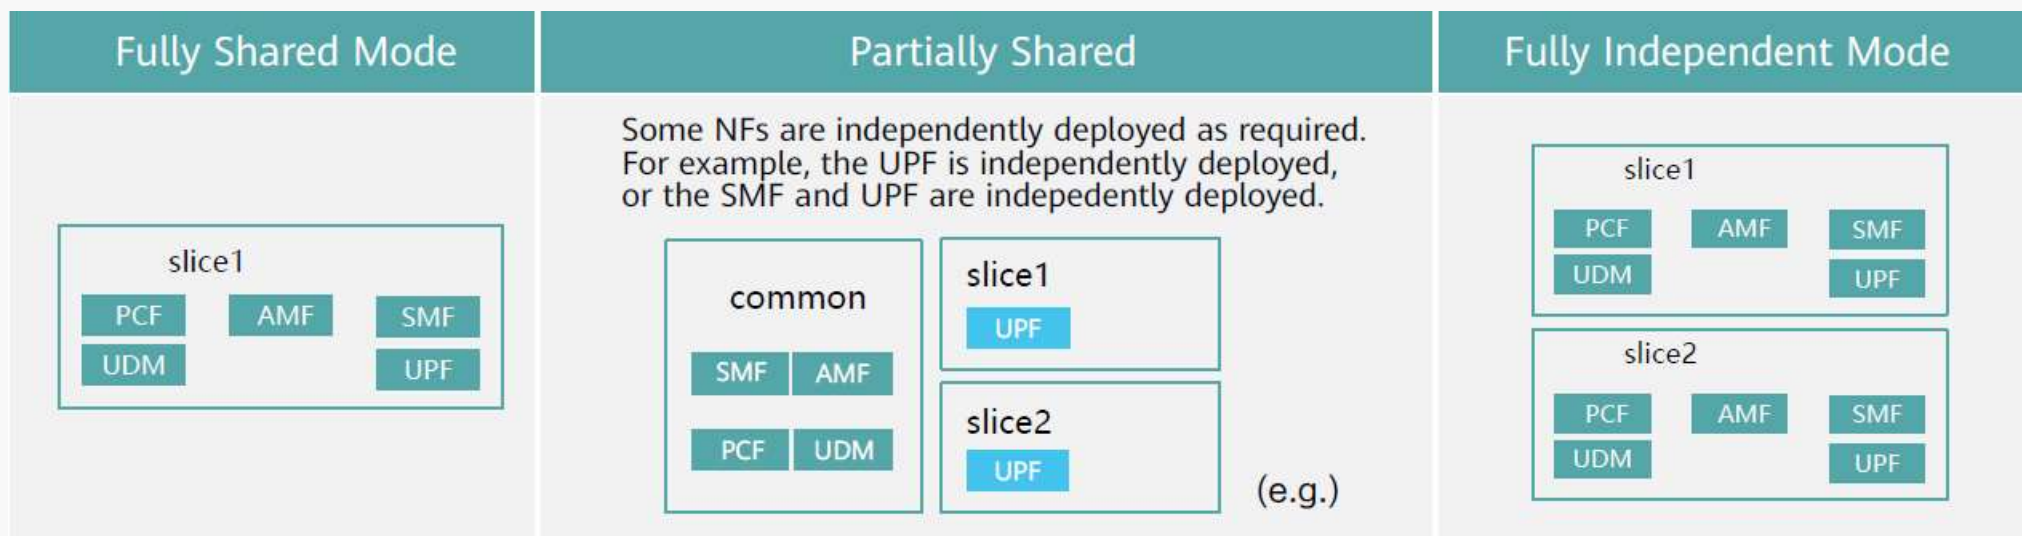 Fully Shared Mode
slice1
PCF
AMF
SMF
UDM
UPF
Partially Shared
Some NFs are independently deployed as required.
For example, the UPF is independently deployed,
or the SMF and UPF are indepedently deployed.
common
SMF
AMF
PCF
UDM
slice1
UPF
slice2
UPF
(e.g.)
Fully Independent Mode
slice1
PCF
AMF
SMF
UDM
UPF
slice2
PCF
AMF
SMF
UDM
UPF